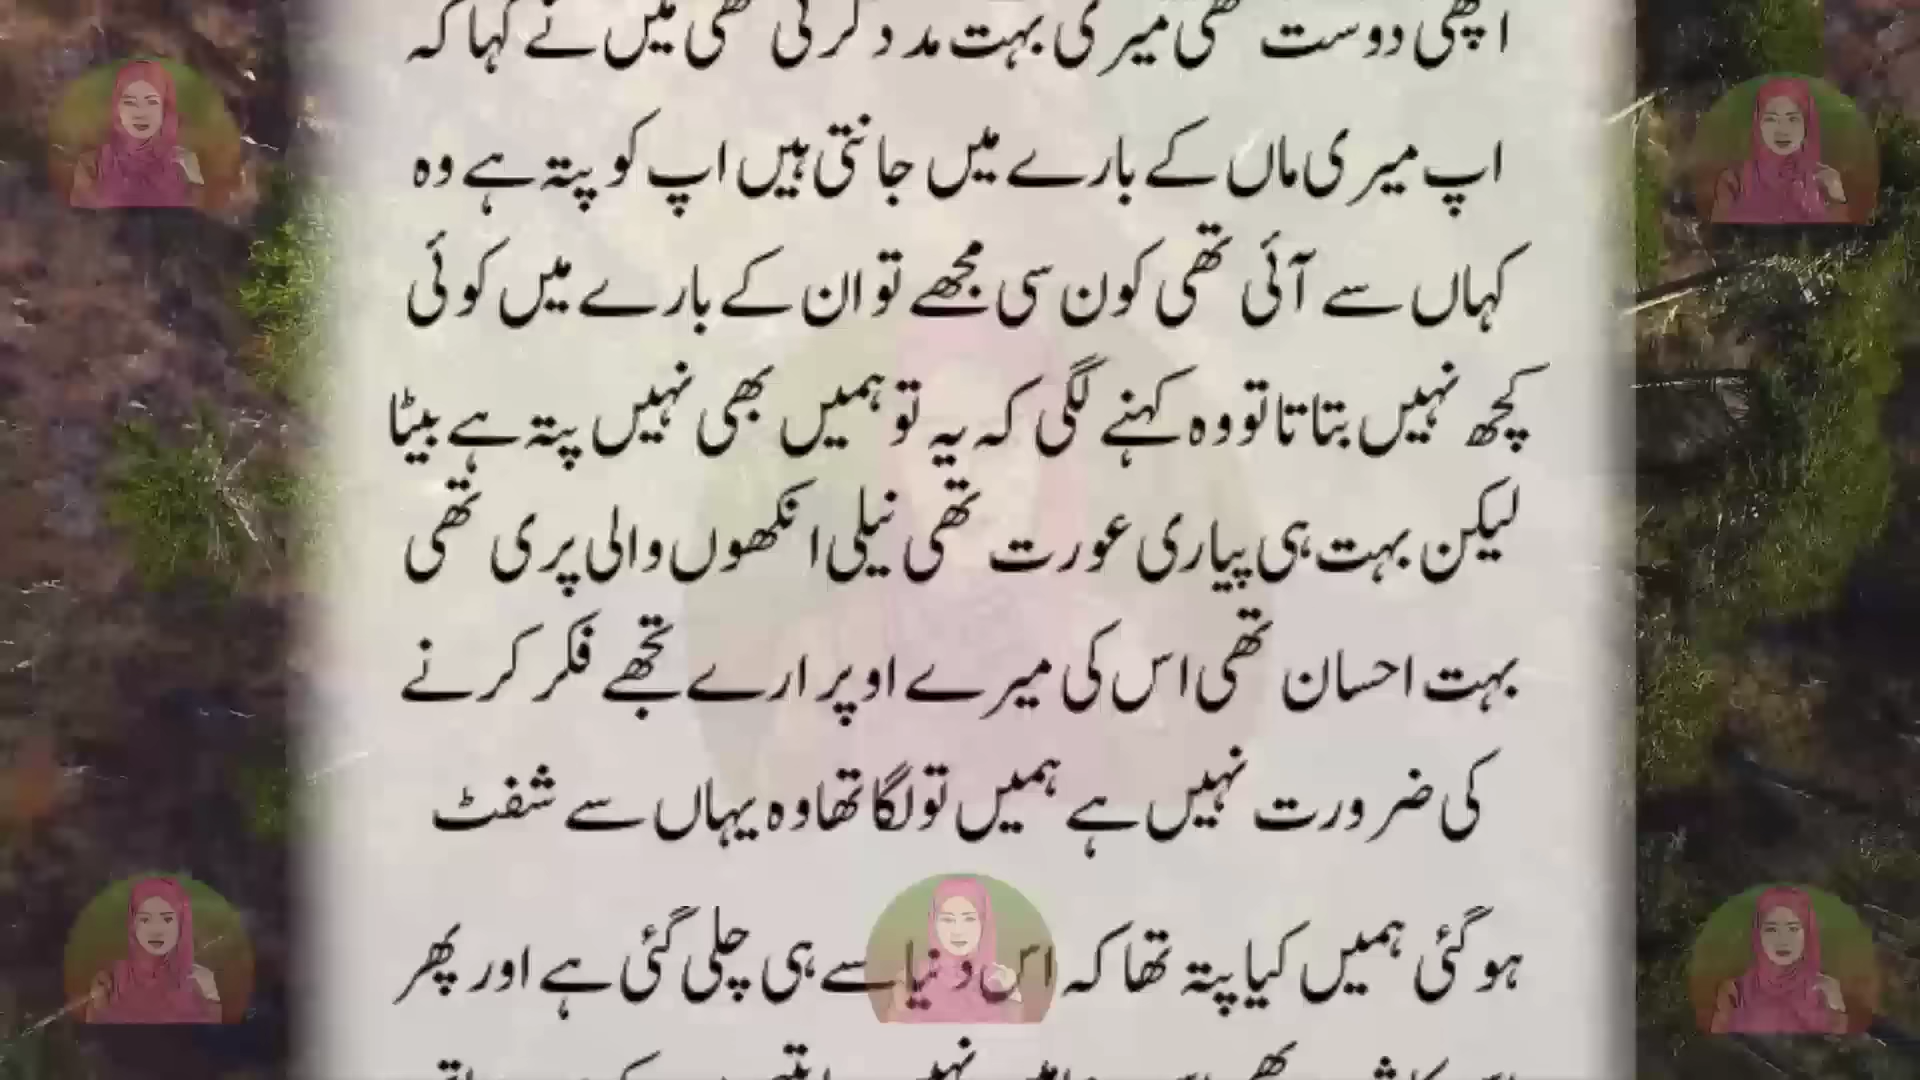 اچھی دوست تھی میری بہت مدد کرتی تھی میں نے کہا کہ
اپ میری ماں کے بارے میں جانتی ہیں اپ کو پتہ ہے وہ
کہاں سے آئی تھی کون سی مجھے تو ان کے بارے میں کوئی
کچھ نہیں بتاتا تو وہ کہنے لگی کہ یہ تو ہمیں بھی نہیں پتہ ہے بیٹا
لیکن بہت ہی پیاری عورت تھی نیلی انکھوں والی پری تھی
بہت احسان تھی اس کی میرے اوپر ارے تجھے فکر کرنے
کی ضرورت نہیں ہے ہمیں تو لگا تھا وہ یہاں سے شفٹ
ہو گئی ہمیں کیا پتہ تھا کہ اس دنیا سے ہی چلی گئی ہے اور پھر